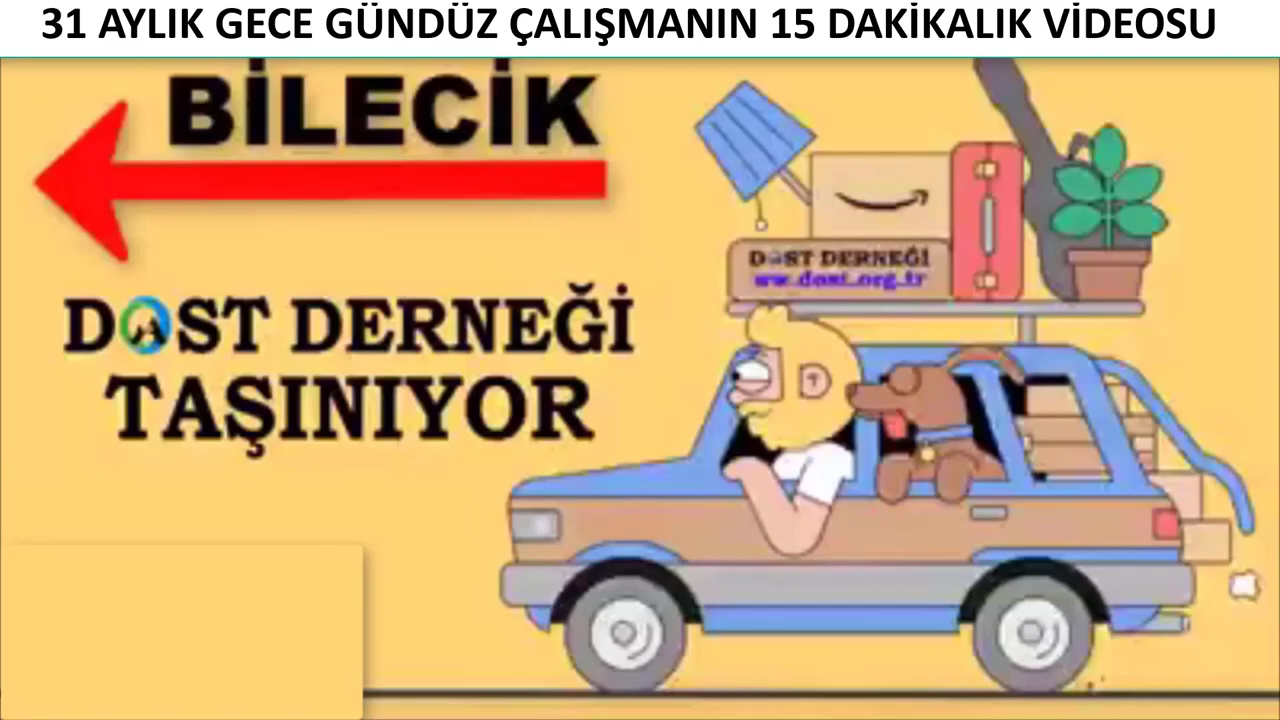 31 AYLIK GECE GÜNDÜZ ÇALIŞMANIN 15 DAKİKALIK VİDEOSU
BİLECİK
DOST DERNEĞİ
TAŞINIYOR
DOST DERNEĞİ
ww.dost.org.tr